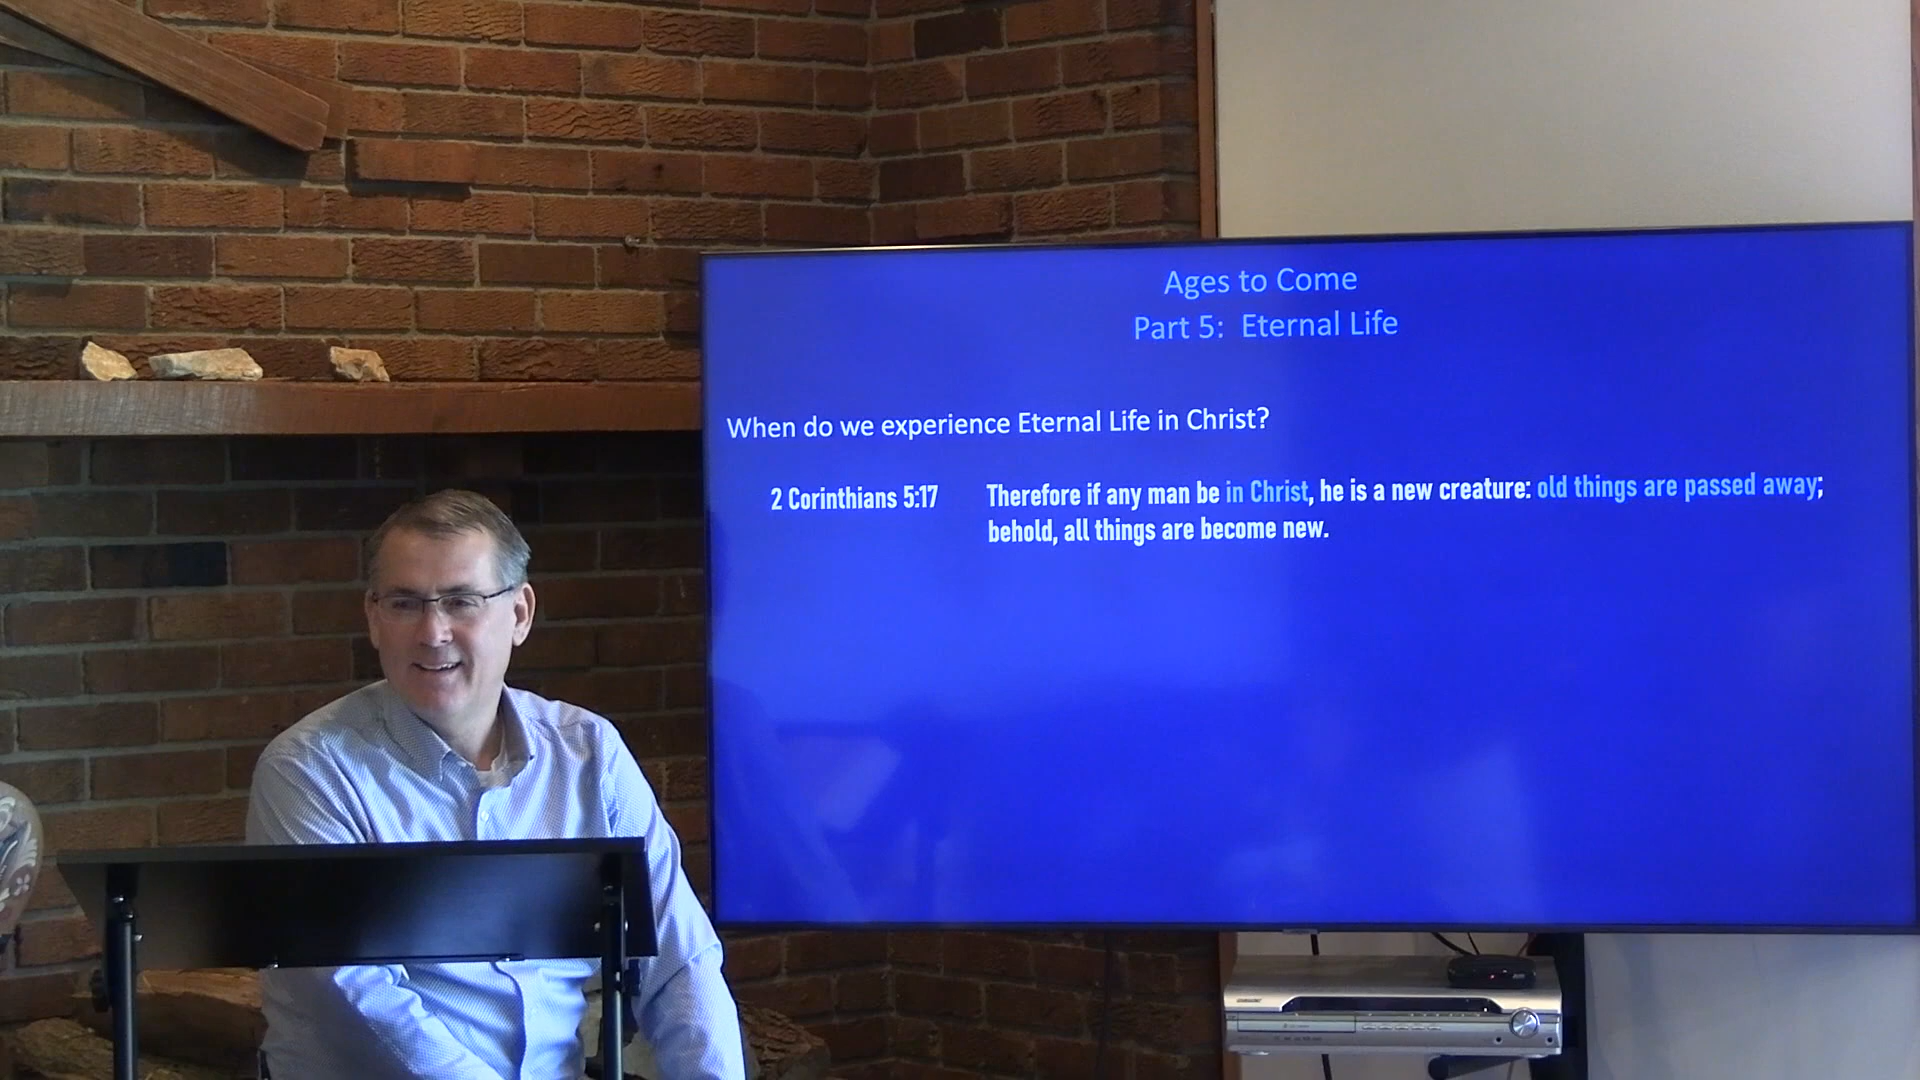 Ages to Come
Part 5: Eternal Life
When do we experience Eternal Life in Christ?
2 Corinthians 5:17 Therefore if any man be in Christ, he is a new creature: old things are passed away;
behold, all things are become new.